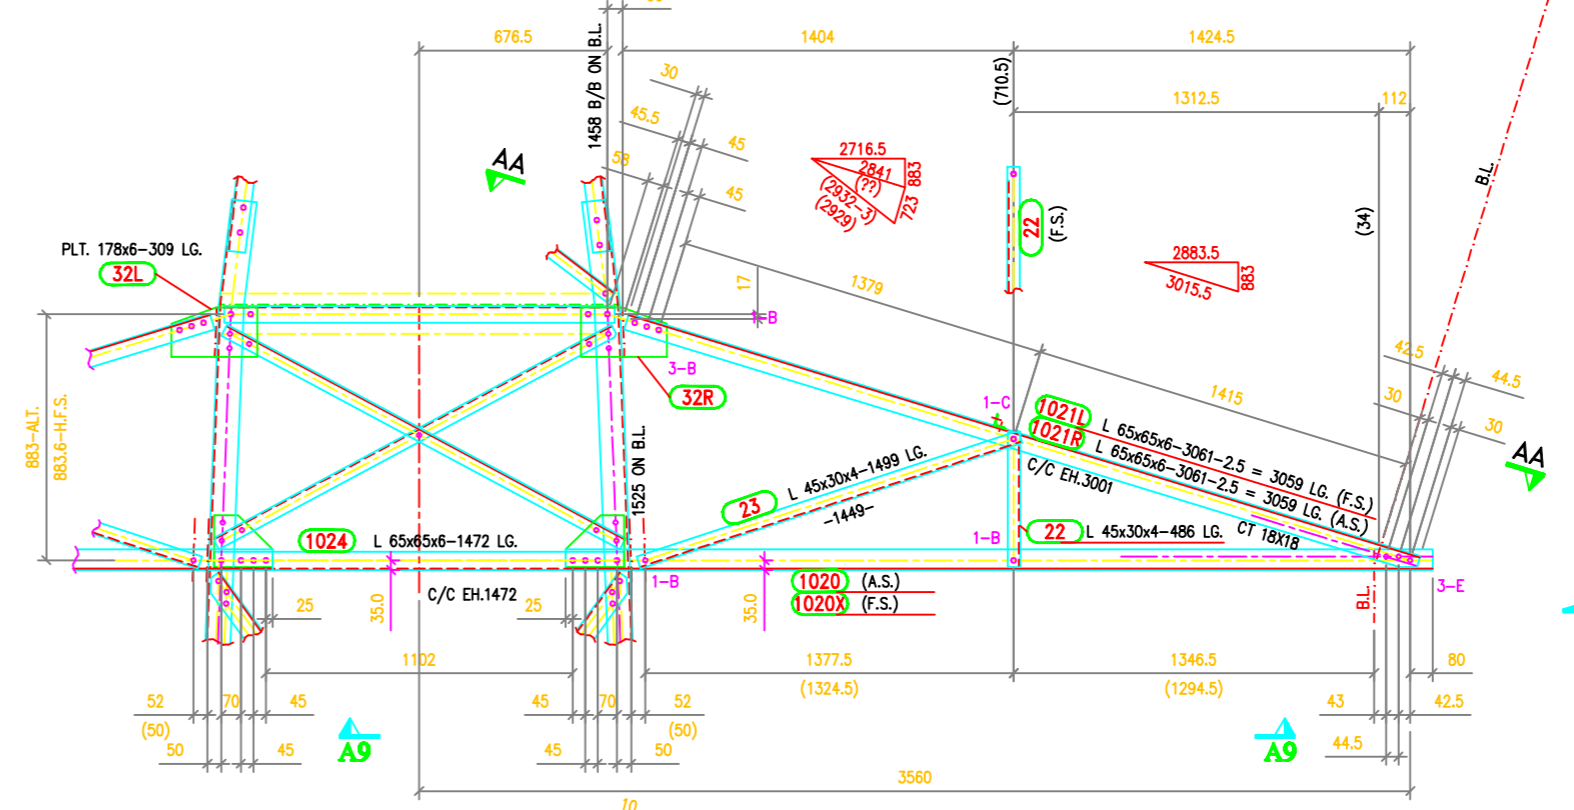 676.5
1458 B/B ON B.L.
1404
(710.5)
1424.5
1312.5
112
30
45.5
45
58
45
AA
2716.5
2841
(??)
883
(2932-3)
(2929)
723
22
(F.S.)
(34)
B.L.
2883.5
3015.5
883
PLT. 178x6-309 LG.
32L
17
1-B
1379
3-B
32R
42.5
44.5
30
30
1415
1-C
1021L
L 65x65x6-3061-2.5 = 3059 LG. (F.S.)
1021R
L 65x65x6-3061-2.5 = 3059 LG. (A.S.)
AA
883-ALT.
883.6-H.F.S.
1525 ON B.L.
C/C EH.3001
L 45x30x4-1499 LG.
23
-1449-
1024
L 65x65x6-1472 LG.
1-B
22
L 45x30x4-486 LG.
CT 18X18
1-B
1020
(A.S.)
1020X
(F.S.)
C/C EH.1472
35.0
35.0
B.L.
3-E
25
25
1102
1377.5
(1324.5)
1346.5
(1294.5)
80
52
(50)
70
45
45
70
52
(50)
43
42.5
50
45
45
50
44.5
A9
A9
3560
10